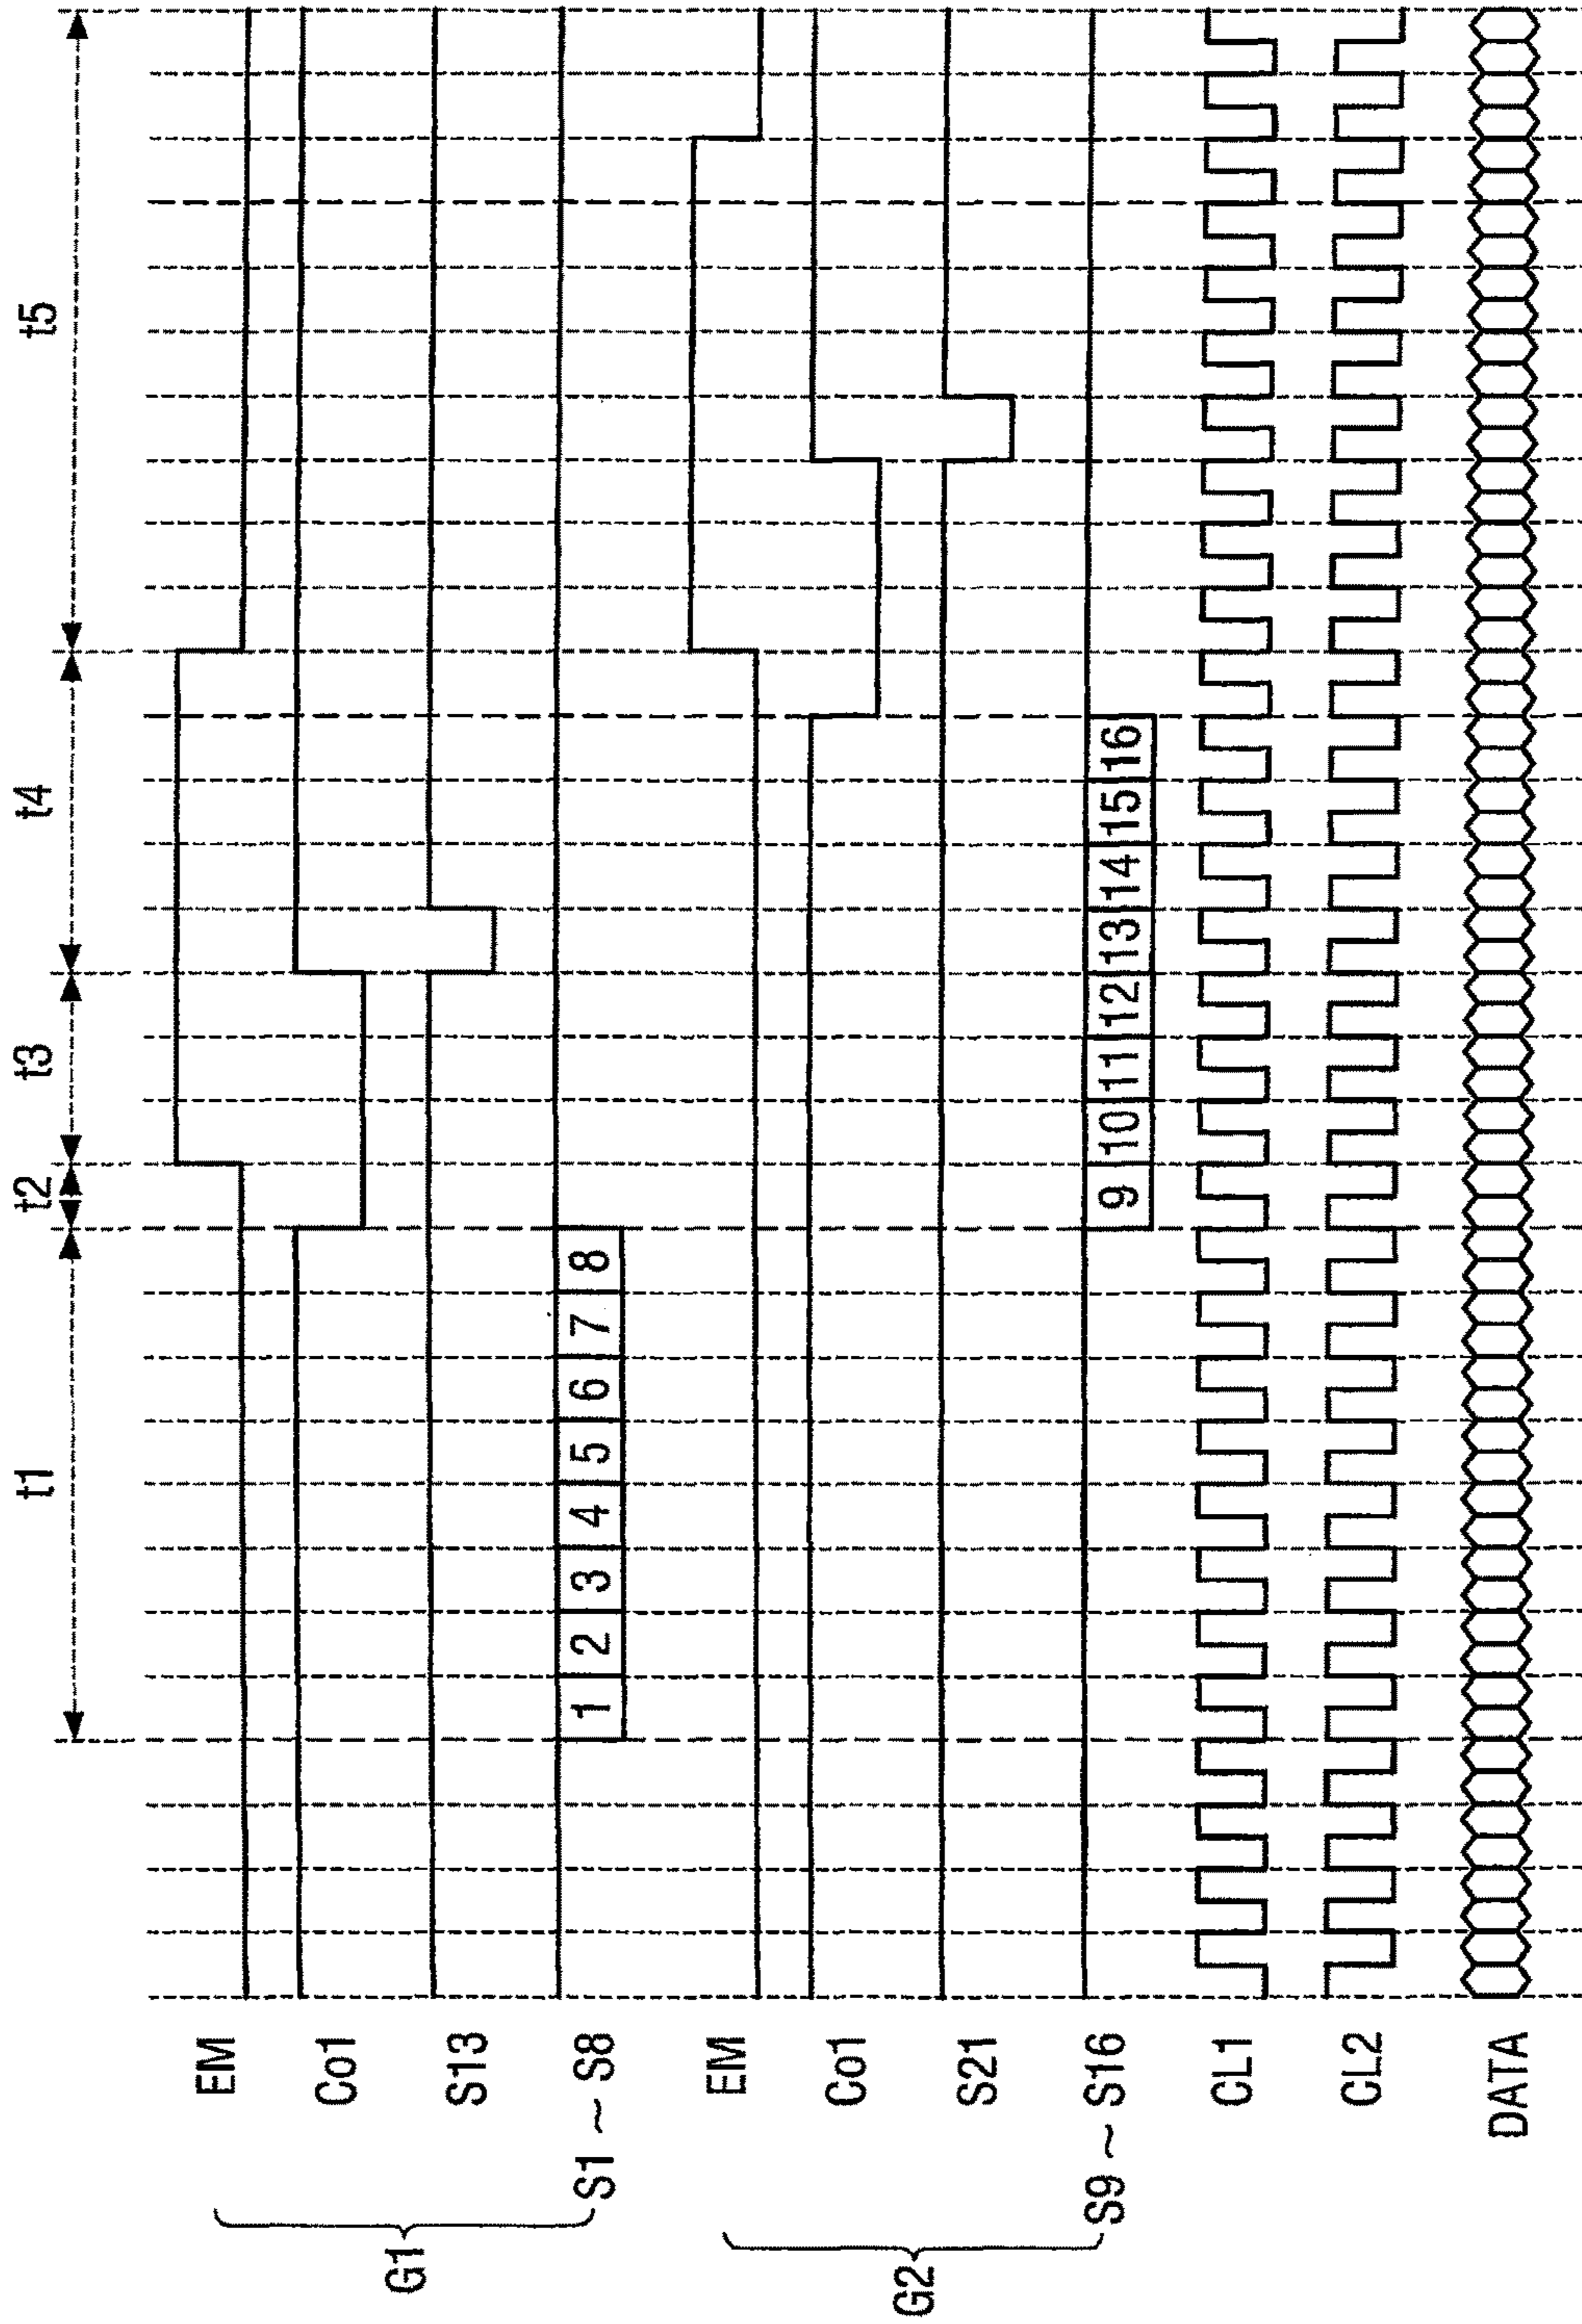 t1
t2
t3
t4
t5
G1
EM
Co1
S13
S1 ~ S8
1 2 3 4 5 6 7 8
G2
EM
Co1
S21
S9 ~ S16
9 10 11 12 13 14 15 16
CL1
CL2
DATA